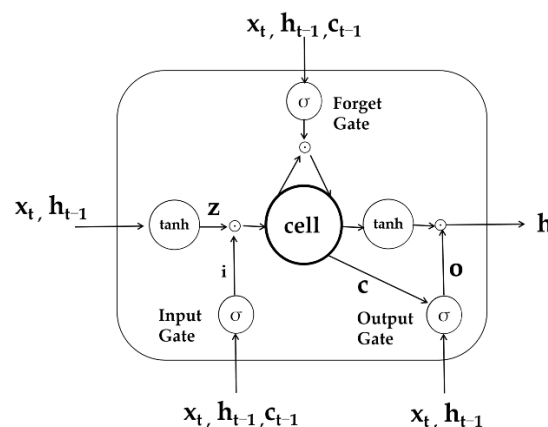 xₜ, hₜ₋₁,cₜ₋₁
σ
Forget
Gate
xₜ, hₜ₋₁
tanh
z
cell
tanh
h
i
c
o
Input
Gate
σ
Output
Gate
σ
xₜ, hₜ₋₁,cₜ₋₁
xₜ, hₜ₋₁